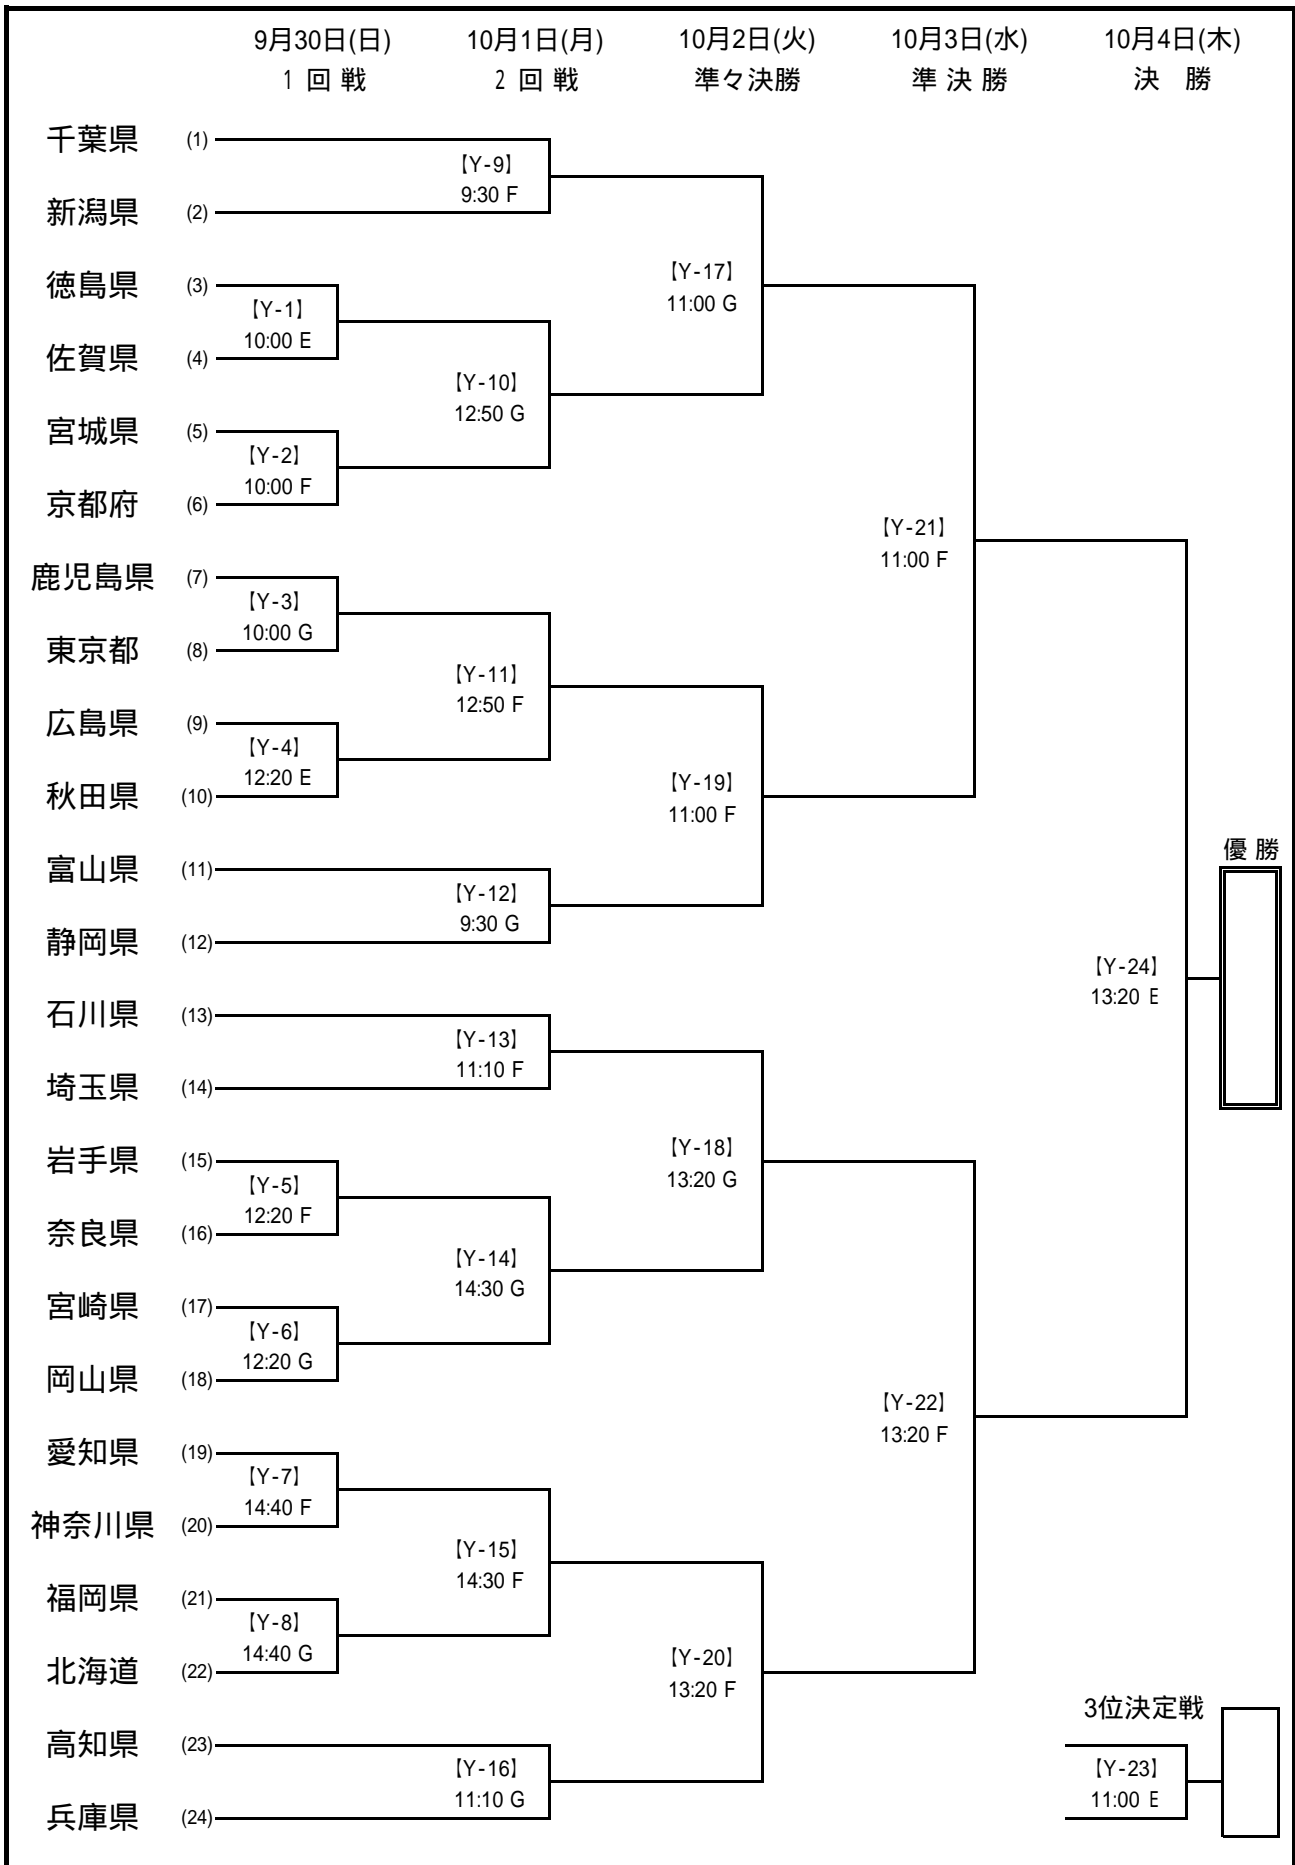 9月30日(日) 10月1日(月) 10月2日(火) 10月3日(水) 10月4日(木)
1 回 戦 2 回 戦 準々決勝 準 決 勝 決 勝
千葉県 (1)
【Y-9】
9:30 F
新潟県 (2)
徳島県 (3)
【Y-17】
11:00 G
【Y-1】
10:00 E
佐賀県 (4)
【Y-10】
12:50 G
宮城県 (5)
【Y-2】
10:00 F
京都府 (6)
【Y-21】
11:00 F
鹿児島県 (7)
【Y-3】
10:00 G
東京都 (8)
【Y-11】
12:50 F
広島県 (9)
【Y-4】
12:20 E
秋田県 (10)
【Y-19】
11:00 F
優 勝
富山県 (11)
【Y-12】
9:30 G
静岡県 (12)
【Y-24】
13:20 E
石川県 (13)
【Y-13】
11:10 F
埼玉県 (14)
岩手県 (15)
【Y-18】
13:20 G
【Y-5】
12:20 F
奈良県 (16)
【Y-14】
14:30 G
宮崎県 (17)
【Y-6】
12:20 G
岡山県 (18)
【Y-22】
13:20 F
愛知県 (19)
【Y-7】
14:40 F
神奈川県 (20)
【Y-15】
14:30 F
福岡県 (21)
【Y-8】
14:40 G
北海道 (22)
【Y-20】
13:20 F
3位決定戦
高知県 (23)
【Y-16】
11:10 G
【Y-23】
11:00 E
兵庫県 (24)